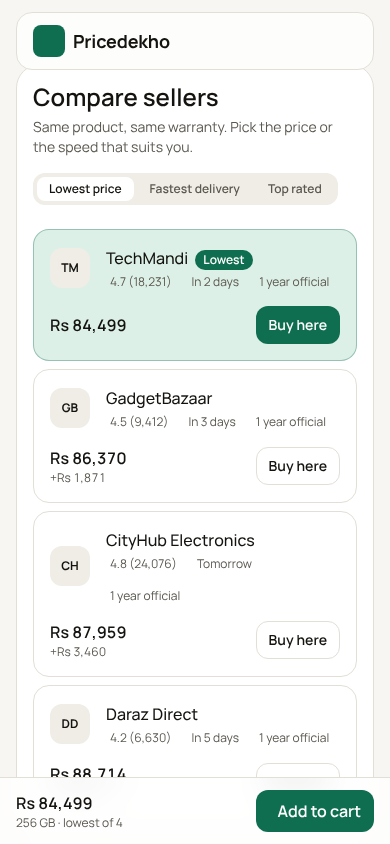 Pricedekho
Compare sellers
Same product, same warranty. Pick the price or
the speed that suits you.
Lowest price Fastest delivery Top rated
TM
TechMandi Lowest
4.7 (18,231) In 2 days 1 year official
Rs 84,499 Buy here
GB
GadgetBazaar
4.5 (9,412) In 3 days 1 year official
Rs 86,370
+Rs 1,871
Buy here
CH
CityHub Electronics
4.8 (24,076) Tomorrow
1 year official
Rs 87,959
+Rs 3,460
Buy here
DD
Daraz Direct
4.2 (6,630) In 5 days 1 year official
Rs 88,714
Rs 84,499
256 GB · lowest of 4
Add to cart